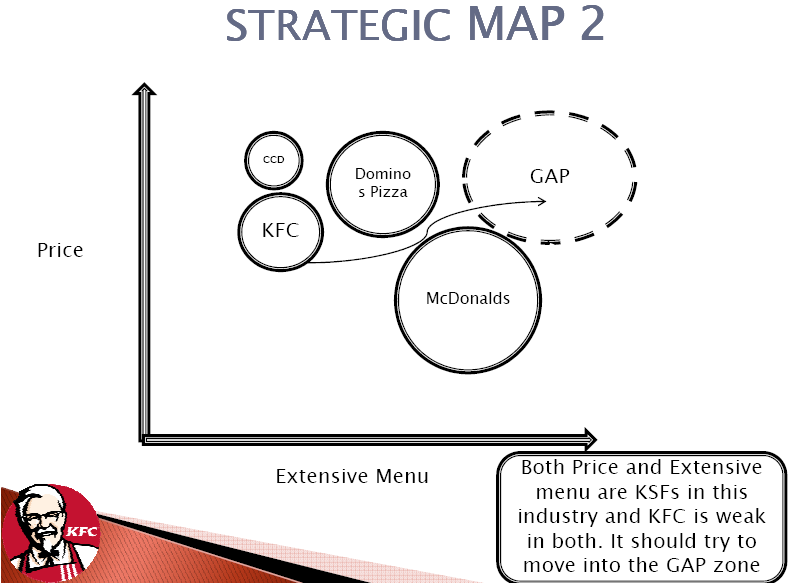 STRATEGIC MAP 2
CCD
Domino
s Pizza
GAP
KFC
Price
McDonalds
Extensive Menu
Both Price and Extensive
menu are KSFs in this
industry and KFC is weak
in both. It should try to
move into the GAP zone
KFC